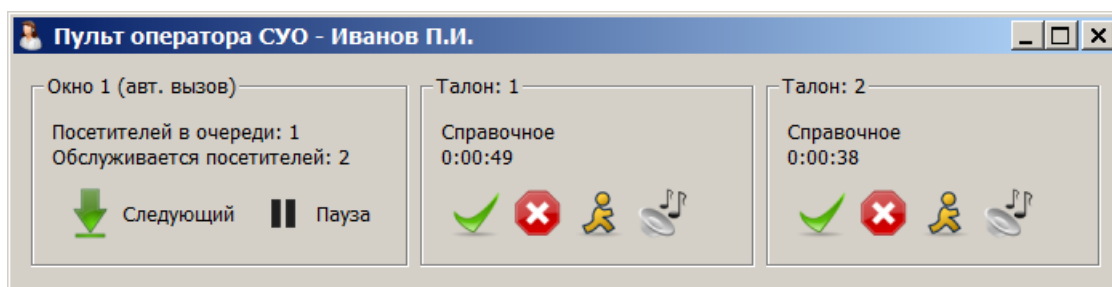 Пульт оператора СУО - Иванов П.И.
Окно 1 (авт. вызов)
Посетителей в очереди: 1
Обслуживается посетителей: 2
Следующий
Пауза
Талон: 1
Справочное
0:00:49
Талон: 2
Справочное
0:00:38